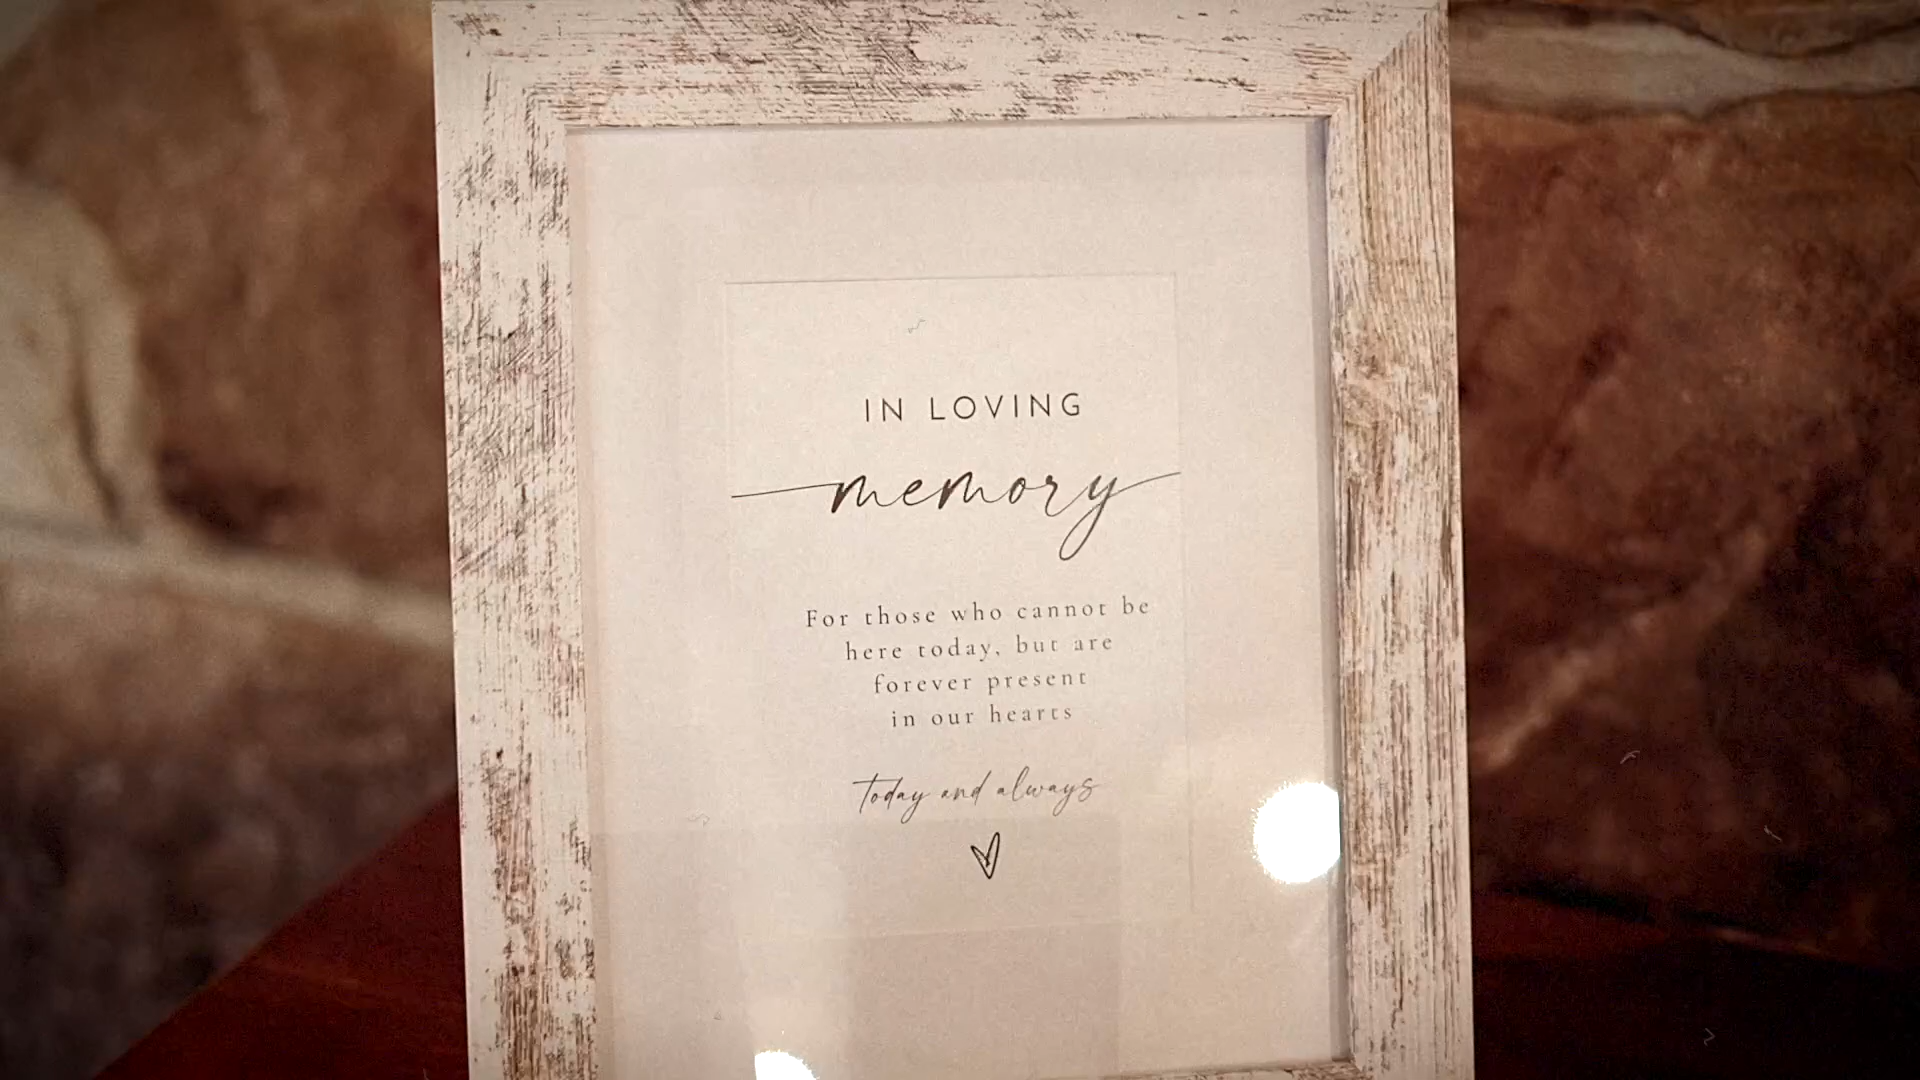 IN LOVING
memory
For those who cannot be
here today, but are
forever present
in our hearts
Today and always